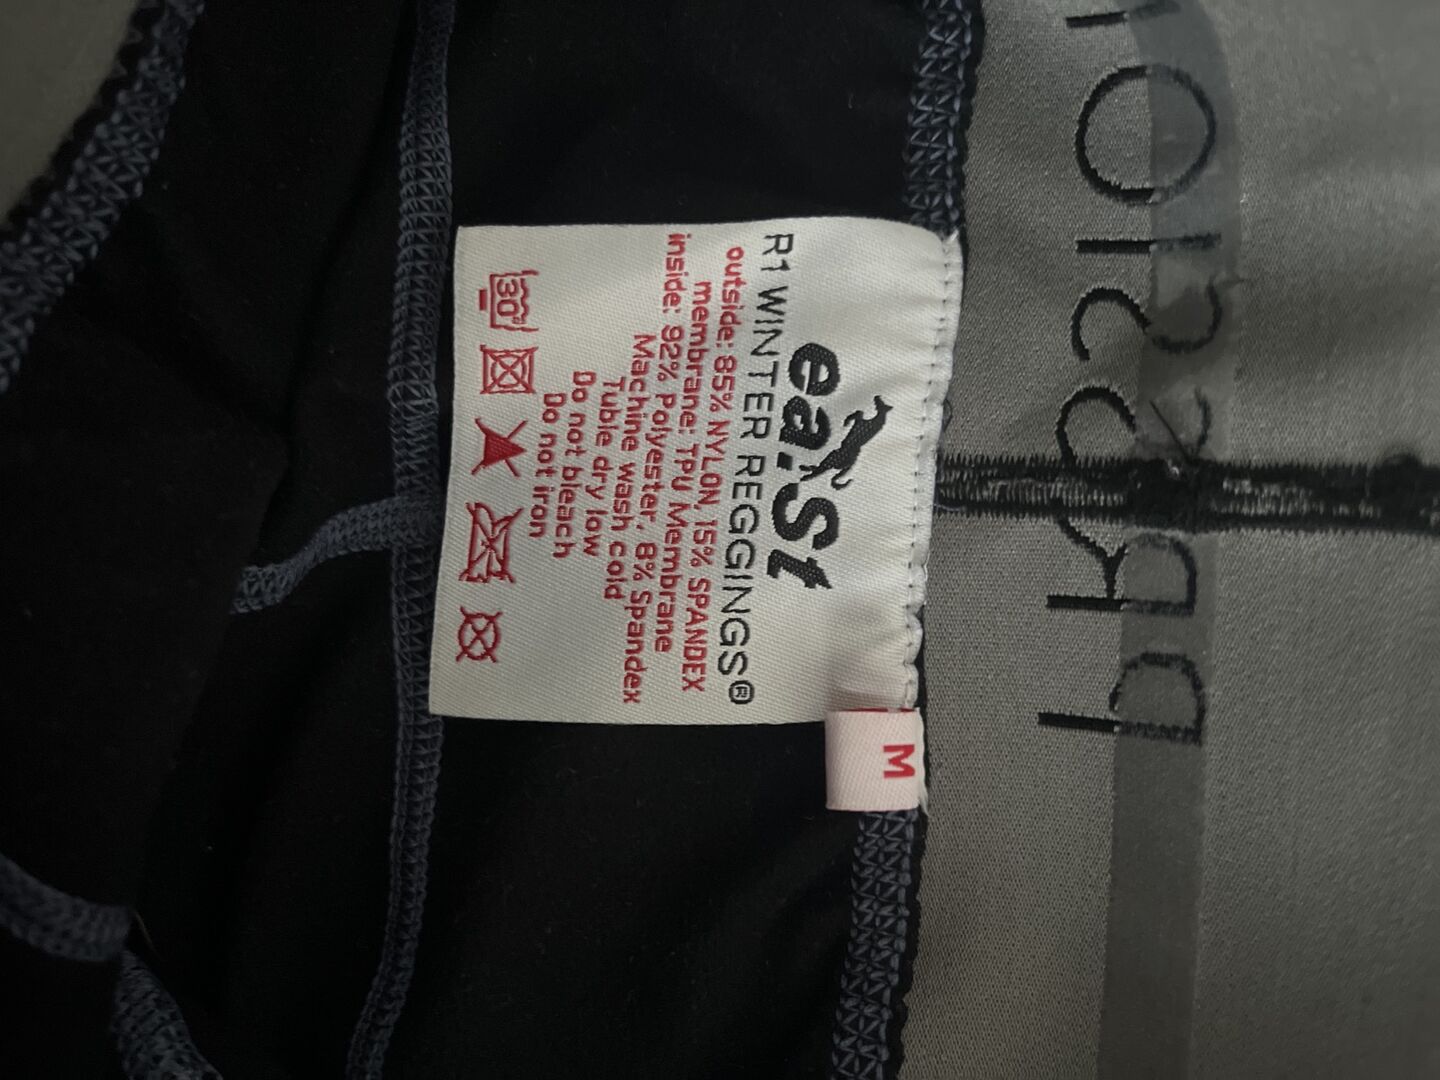 ea.St
R1 WINTER REGGINGS®
outside: 85% NYLON, 15% SPANDEX
membrane: TPU Membrane
inside: 92% Polyester, 8% Spandex
Machine wash cold
Tuble dry low
Do not bleach
Do not iron
30°
M